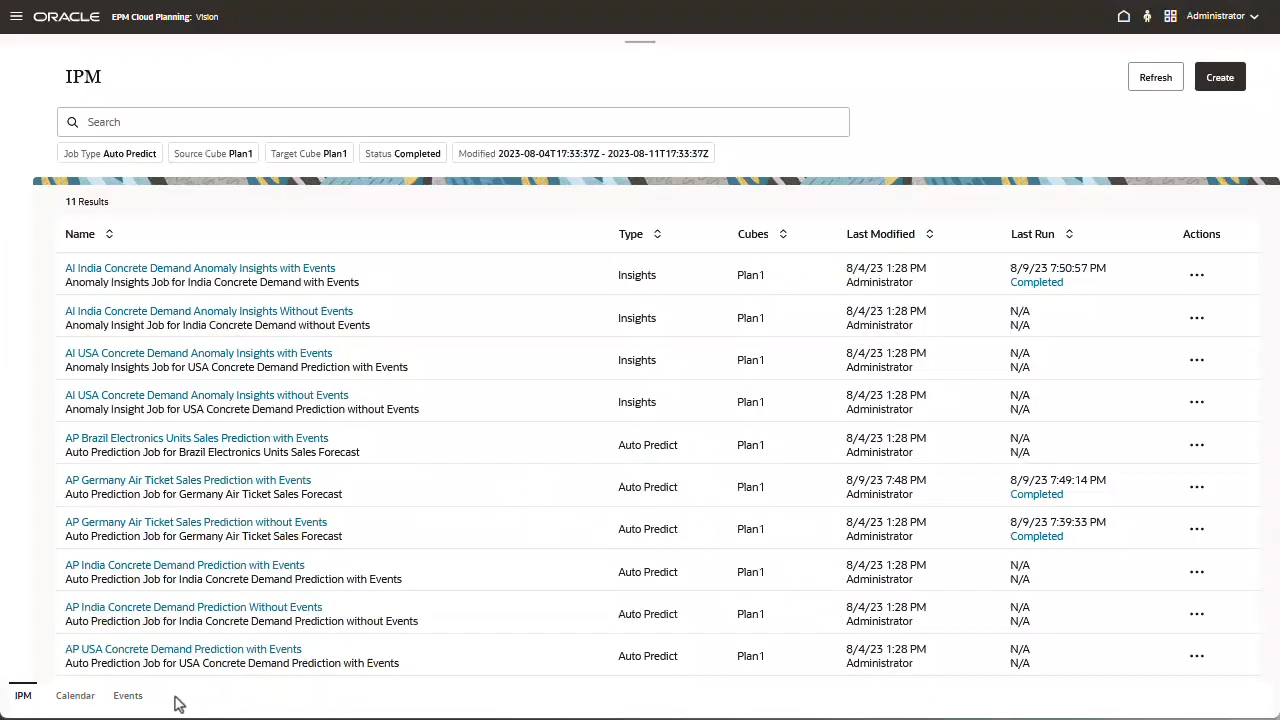 ORACLE EPM Cloud Planning: Vision Administrator
IPM Refresh Create
Search
Job Type Auto Predict Source Cube Plan1 Target Cube Plan1 Status Completed Modified 2023-08-04T17:33:37Z - 2023-08-11T17:33:37Z
11 Results
Name Type Cubes Last Modified Last Run Actions
AI India Concrete Demand Anomaly Insights with Events
Anomaly Insights Job for India Concrete Demand with Events
Insights Plan1
8/4/23 1:28 PM
Administrator
8/9/23 7:50:57 PM
Completed
AI India Concrete Demand Anomaly Insights Without Events
Anomaly Insight Job for India Concrete Demand without Events
Insights Plan1
8/4/23 1:28 PM
Administrator
N/A
N/A
AI USA Concrete Demand Anomaly Insights with Events
Anomaly Insights Job for USA Concrete Demand Prediction with Events
Insights Plan1
8/4/23 1:28 PM
Administrator
N/A
N/A
AI USA Concrete Demand Anomaly Insights without Events
Anomaly Insight Job for USA Concrete Demand Prediction without Events
Insights Plan1
8/4/23 1:28 PM
Administrator
N/A
N/A
AP Brazil Electronics Units Sales Prediction with Events
Auto Prediction Job for Brazil Electronics Units Sales Forecast
Auto Predict Plan1
8/4/23 1:28 PM
Administrator
N/A
N/A
AP Germany Air Ticket Sales Prediction with Events
Auto Prediction Job for Germany Air Ticket Sales Forecast
Auto Predict Plan1
8/9/23 7:48 PM
Administrator
8/9/23 7:49:14 PM
Completed
AP Germany Air Ticket Sales Prediction without Events
Auto Prediction Job for Germany Air Ticket Sales Forecast
Auto Predict Plan1
8/4/23 1:28 PM
Administrator
8/9/23 7:39:33 PM
Completed
AP India Concrete Demand Prediction with Events
Auto Prediction Job for India Concrete Demand Prediction with Events
Auto Predict Plan1
8/4/23 1:28 PM
Administrator
N/A
N/A
AP India Concrete Demand Prediction Without Events
Auto Prediction Job for India Concrete Demand Prediction without Events
Auto Predict Plan1
8/4/23 1:28 PM
Administrator
N/A
N/A
AP USA Concrete Demand Prediction with Events
Auto Prediction Job for USA Concrete Demand Prediction with Events
Auto Predict Plan1
8/4/23 1:28 PM
Administrator
N/A
N/A
IPM Calendar Events